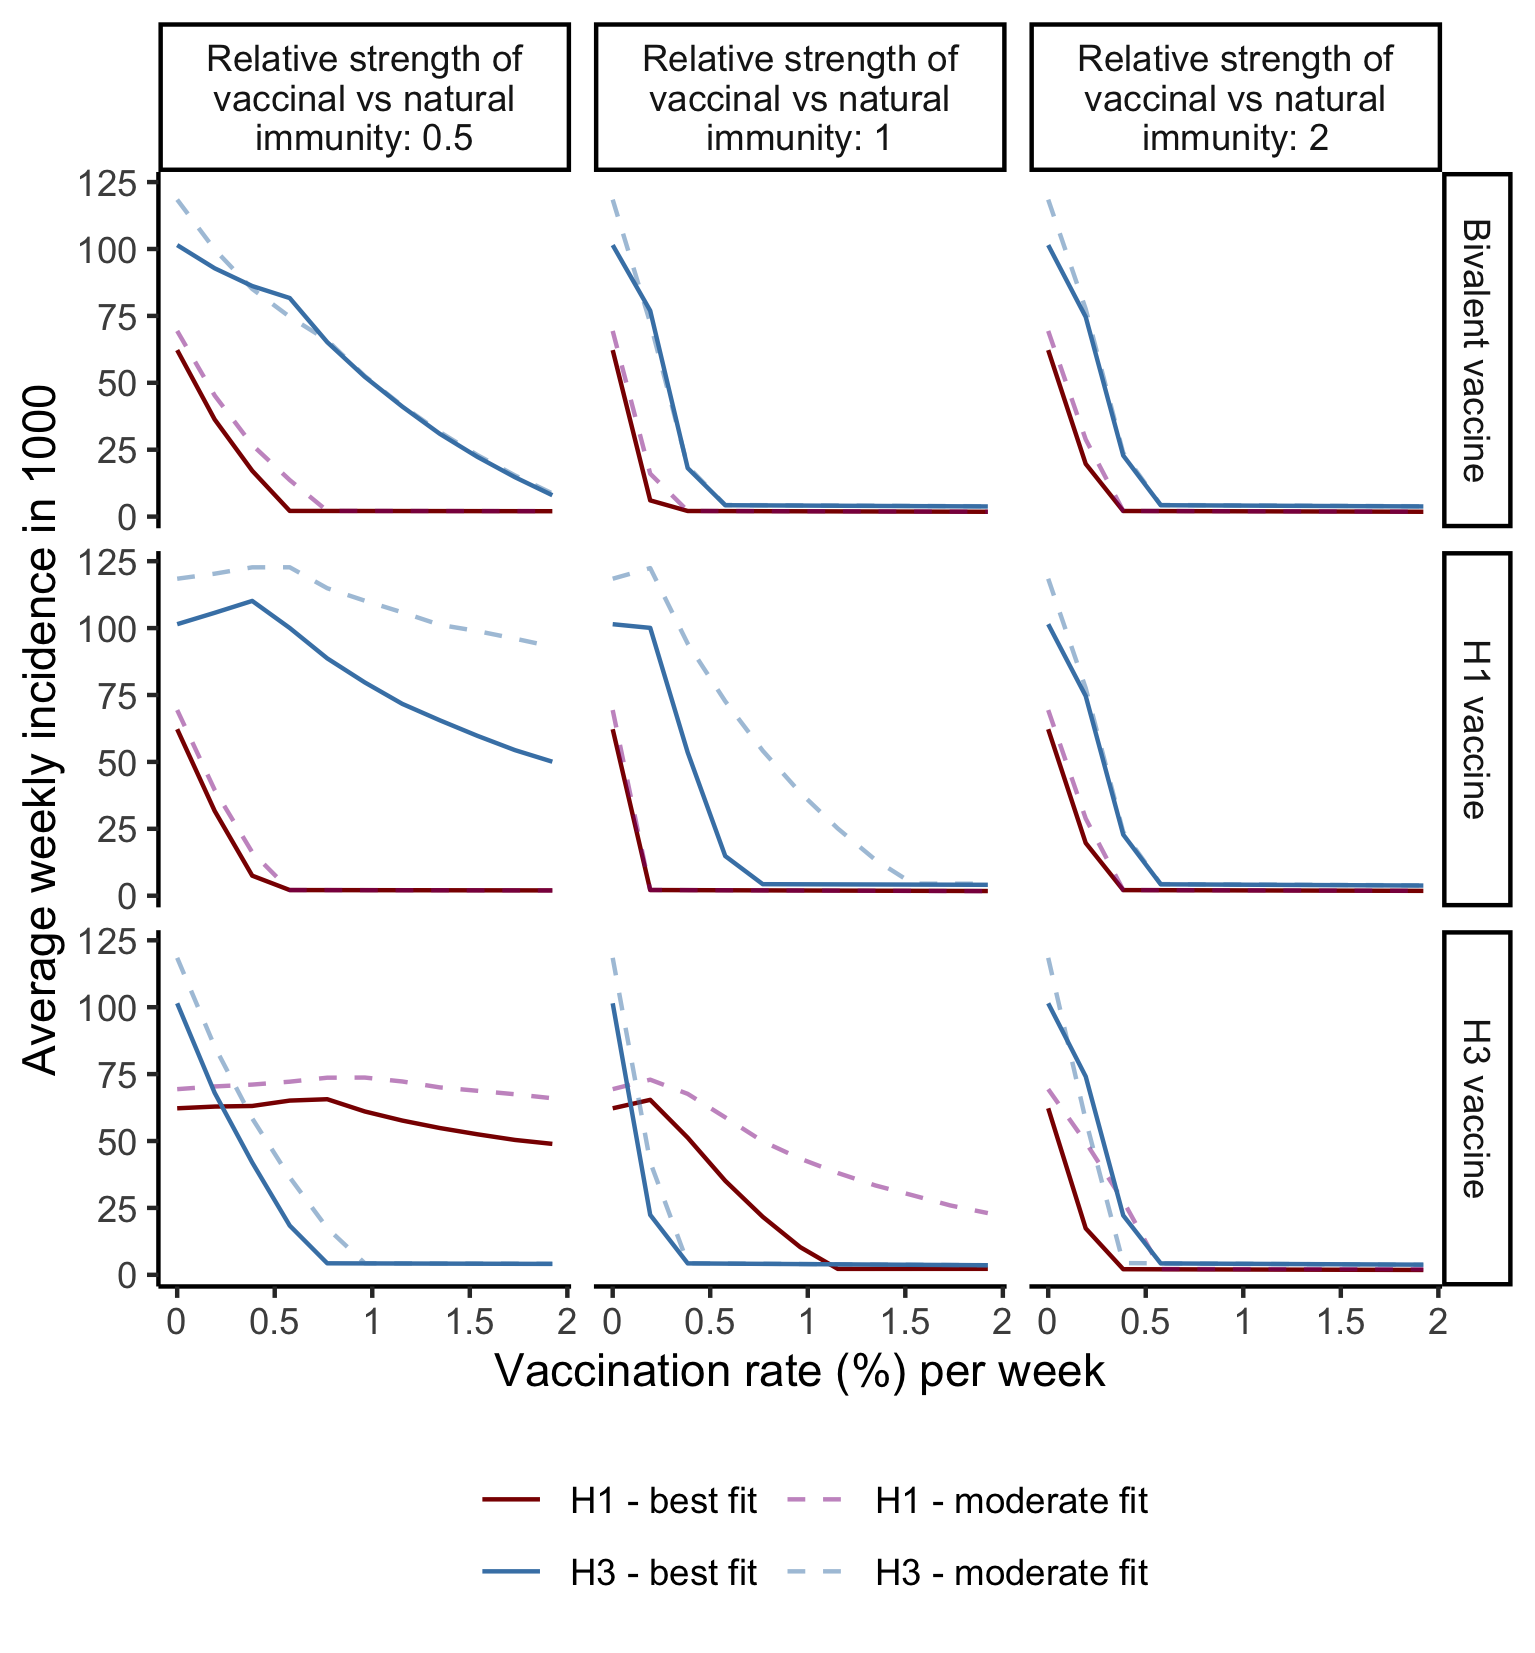 Relative strength of
vaccinal vs natural
immunity: 0.5
Relative strength of
vaccinal vs natural
immunity: 1
Relative strength of
vaccinal vs natural
immunity: 2
Average weekly incidence in 1000
125
100
75
50
25
0
Bivalent vaccine
125
100
75
50
25
0
H1 vaccine
125
100
75
50
25
0
H3 vaccine
0 0.5 1 1.5 2
0 0.5 1 1.5 2
0 0.5 1 1.5 2
Vaccination rate (%) per week
H1 - best fit
H1 - moderate fit
H3 - best fit
H3 - moderate fit